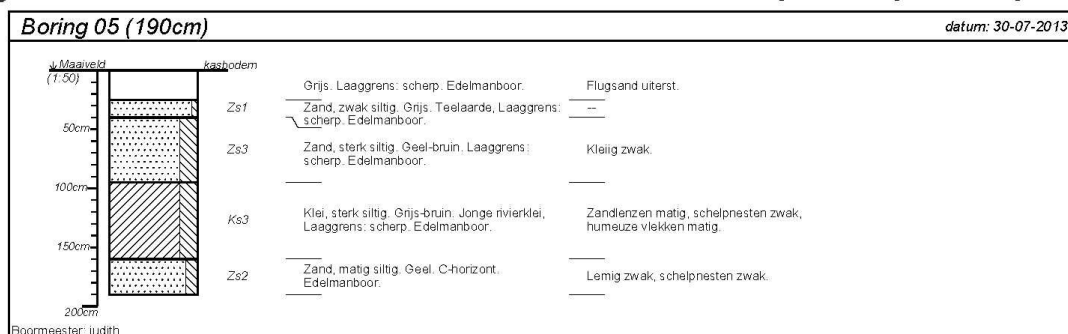 Boring 05 (190cm) datum: 30-07-2013
↓ Maaiveld kasbodem
(1:50)
Grijs. Laaggrens: scherp. Edelmanboor. Flugsand uiterst.
Zs1 Zand, zwak siltig. Grijs. Teelaarde, Laaggrens: --
scherp. Edelmanboor.
50cm
Zs3 Zand, sterk siltig. Geel-bruin. Laaggrens: Kleiig zwak.
scherp. Edelmanboor.
100cm
Ks3 Klei, sterk siltig. Grijs-bruin. Jonge rivierklei, Zandlenzen matig, schelpnesten zwak,
Laaggrens: scherp. Edelmanboor. humeuze vlekken matig.
150cm
Zs2 Zand, matig siltig. Geel. C-horizont. Lemig zwak, schelpnesten zwak.
Edelmanboor.
200cm
Boormeester: judith